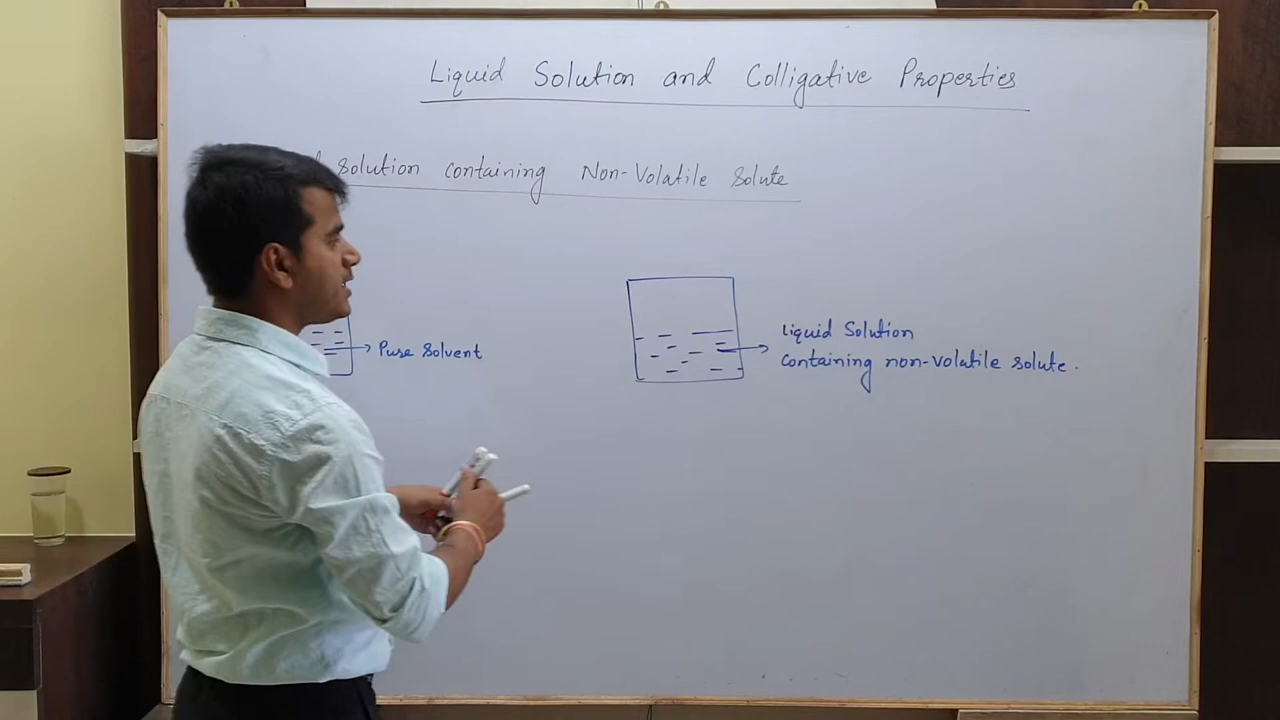 Liquid Solution and Colligative Properties
solution containing Non-Volatile Solute
Pure Solvent
Liquid Solution
Containing non-volatile solute.